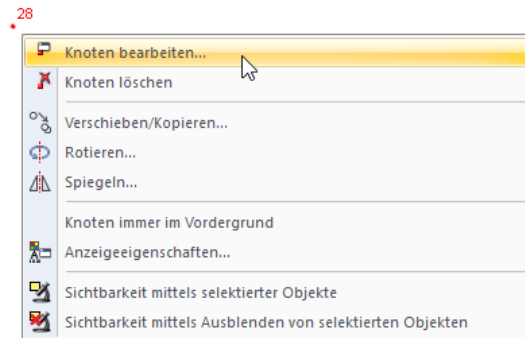 28
Knoten bearbeiten...
Knoten löschen
Verschieben/Kopieren...
Rotieren...
Spiegeln...
Knoten immer im Vordergrund
Anzeigeeigenschaften...
Sichtbarkeit mittels selektierter Objekte
Sichtbarkeit mittels Ausblenden von selektierten Objekten